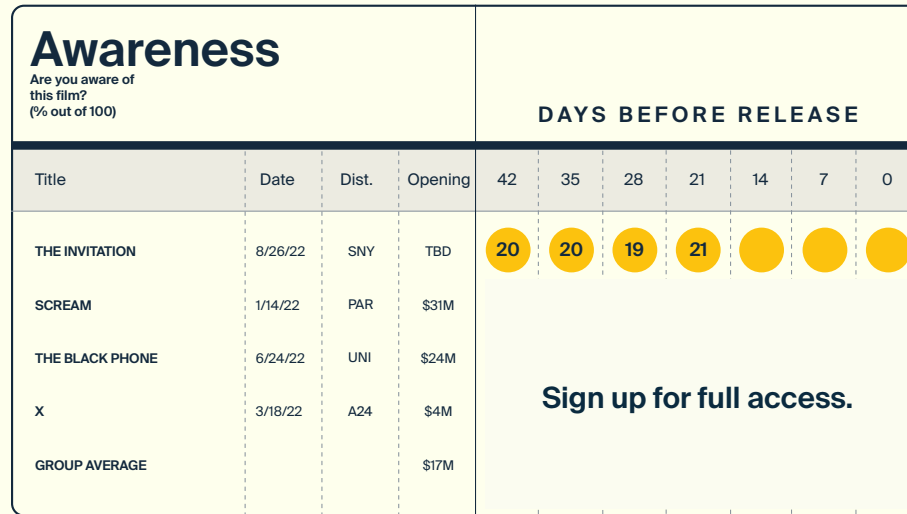 Awareness
Are you aware of
this film?
(% out of 100)
DAYS BEFORE RELEASE
Title Date Dist. Opening 42 35 28 21 14 7 0
THE INVITATION 8/26/22 SNY TBD 20 20 19 21
SCREAM 1/14/22 PAR $31M
THE BLACK PHONE 6/24/22 UNI $24M
Sign up for full access.
X 3/18/22 A24 $4M
GROUP AVERAGE $17M